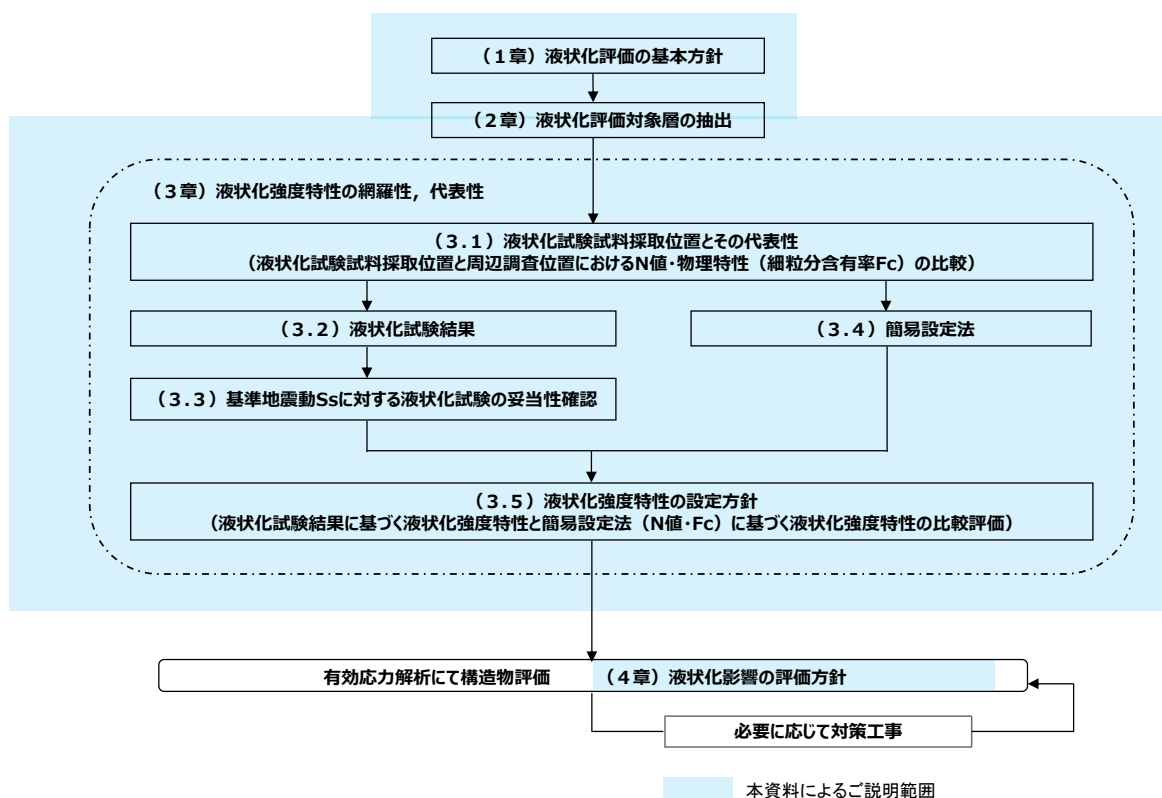 （１章）液状化評価の基本方針
（２章）液状化評価対象層の抽出
（３章）液状化強度特性の網羅性，代表性
（３.１）液状化試験試料採取位置とその代表性
（液状化試験試料採取位置と周辺調査位置におけるN値・物理特性（細粒分含有率Fc）の比較）
（３.２）液状化試験結果
（３.４）簡易設定法
（３.３）基準地震動Ssに対する液状化試験の妥当性確認
（３.５）液状化強度特性の設定方針
（液状化試験結果に基づく液状化強度特性と簡易設定法（N値・Fc）に基づく液状化強度特性の比較評価）
有効応力解析にて構造物評価　（４章）液状化影響の評価方針
必要に応じて対策工事
本資料によるご説明範囲